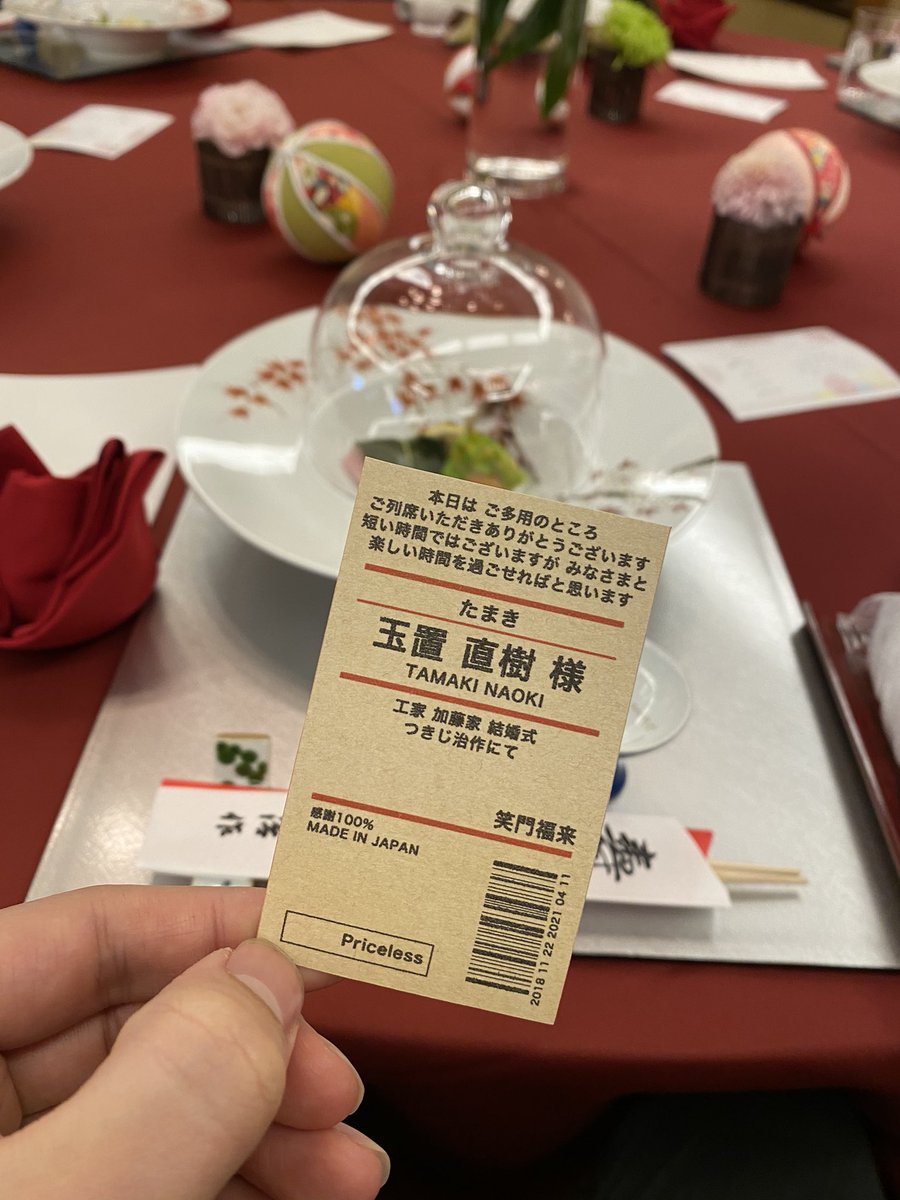 本日は ご多用のところ
ご列席いただきありがとうございます
短い時間ではございますが みなさまと
楽しい時間を過ごせればと思います
たまき
玉置 直樹 様
TAMAKI NAOKI
工家 加藤家 結婚式
つきじ治作にて
感謝100%
MADE IN JAPAN
笑門福来
Priceless
2018 11 22 2021 04 11
治作
寿